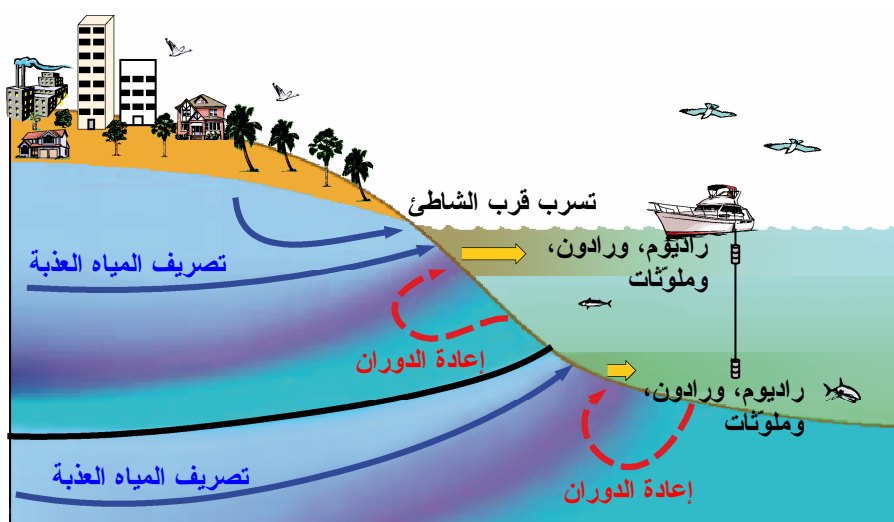 تسرب قرب الشاطئ
راديوم، ورادون،
وملوّثات
تصريف المياه العذبة
إعادة الدوران
راديوم، ورادون،
وملوّثات
تصريف المياه العذبة
إعادة الدوران